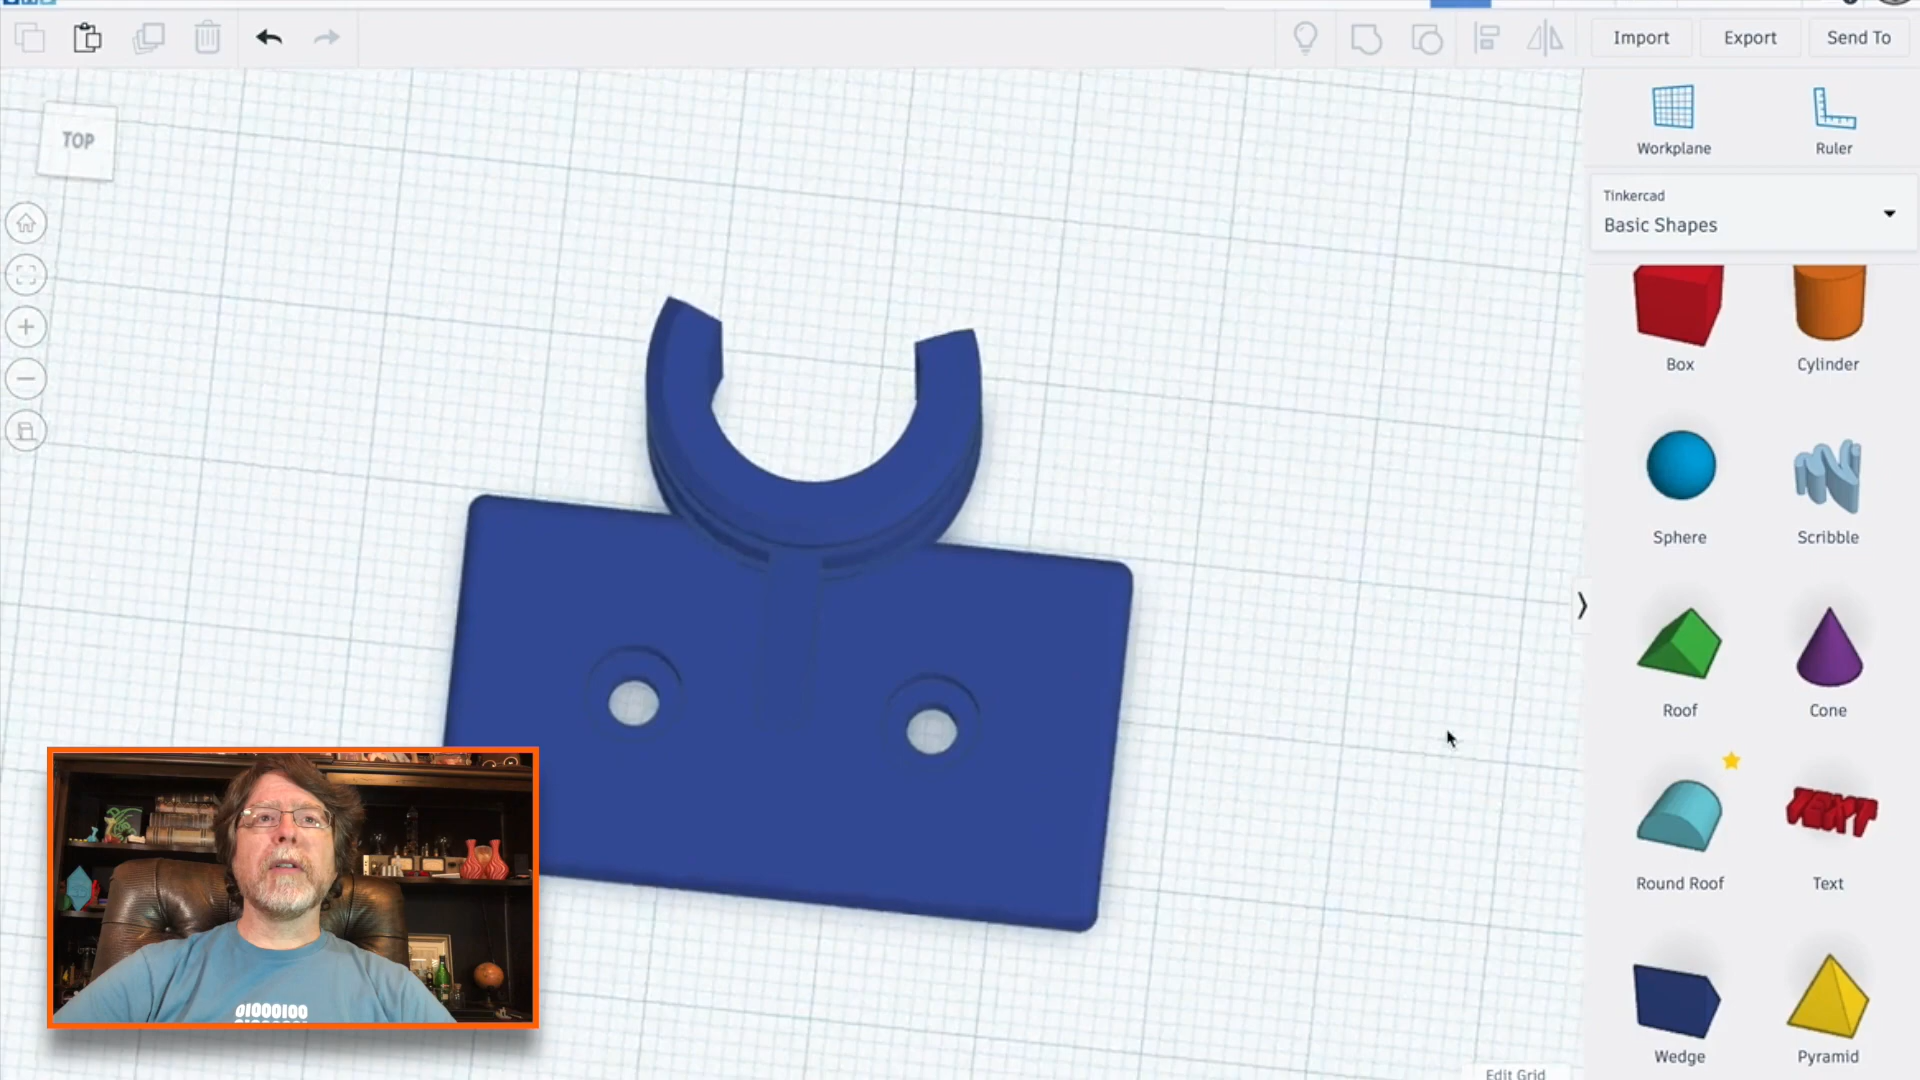 Import
Export
Send To
TOP
Workplane
Ruler
Tinkercad
Basic Shapes
Box
Cylinder
Sphere
Scribble
Roof
Cone
Round Roof
TEXT
Text
Wedge
Pyramid
01000100
Edit Grid